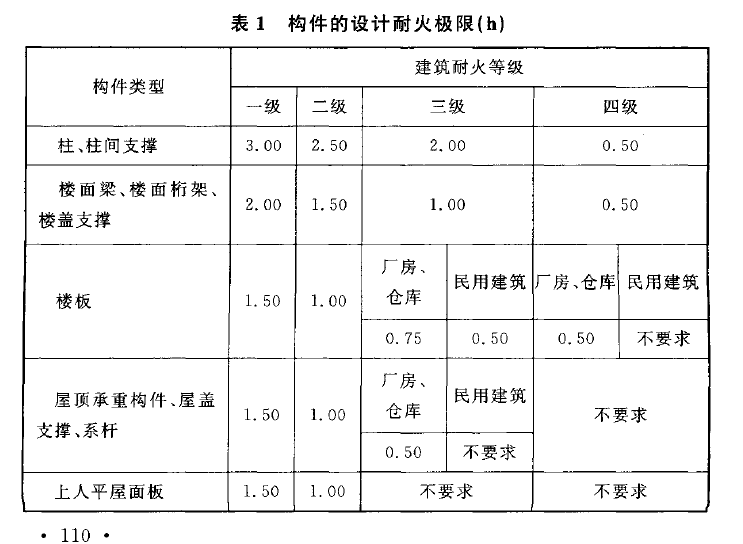 表1 构件的设计耐火极限(h)
构件类型 建筑耐火等级
一级 二级 三级 四级
柱、柱间支撑 3.00 2.50 2.00 0.50
楼面梁、楼面桁架、
楼盖支撑 2.00 1.50 1.00 0.50
楼板 1.50 1.00
厂房、
仓库 民用建筑 厂房、仓库 民用建筑
0.75 0.50 0.50 不要求
屋顶承重构件、屋盖
支撑、系杆 1.50 1.00
厂房、
仓库 民用建筑 不要求
0.50 不要求
上人平屋面板 1.50 1.00 不要求 不要求
• 110 •